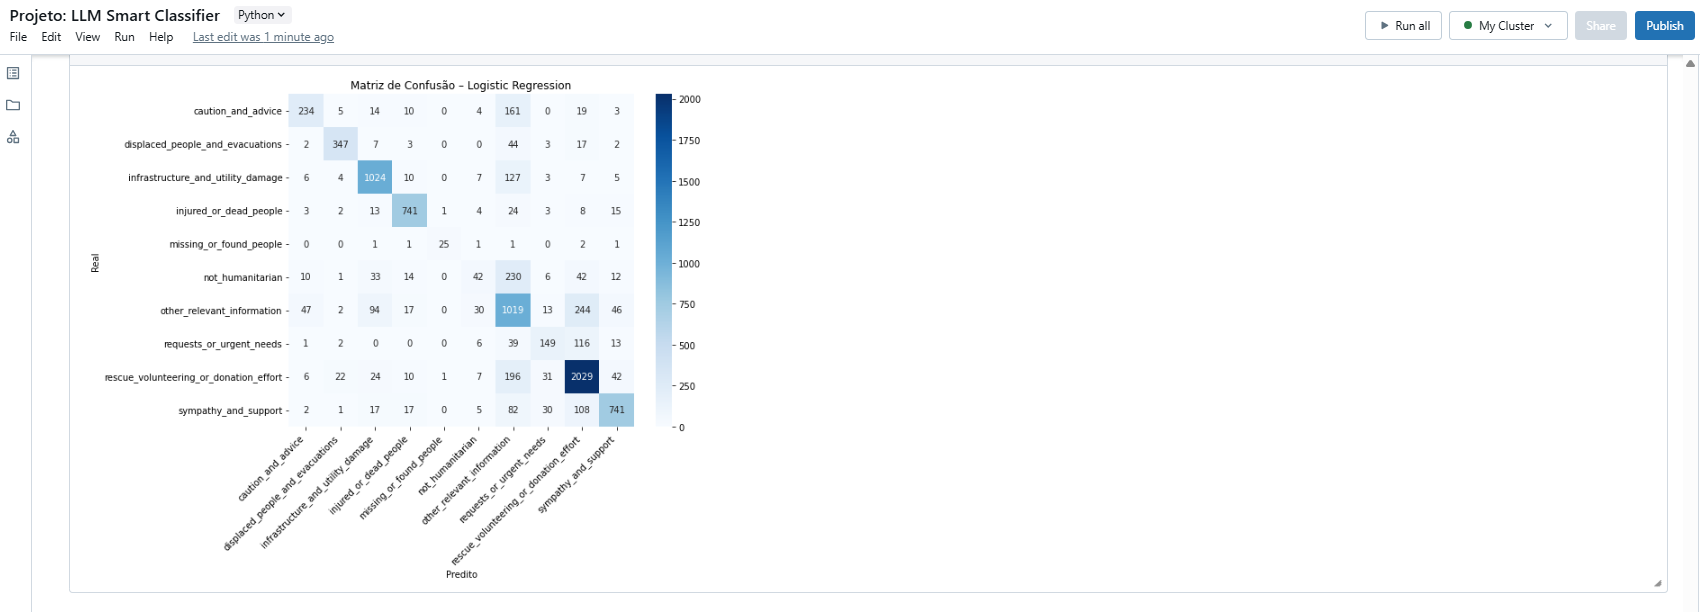 Projeto: LLM Smart Classifier Python
File Edit View Run Help Last edit was 1 minute ago
Run all My Cluster Share Publish
Matriz de Confusão – Logistic Regression
caution_and_advice 234 5 14 10 0 4 161 0 19 3
displaced_people_and_evacuations 2 347 7 3 0 0 44 3 17 2
infrastructure_and_utility_damage 6 4 1024 10 0 7 127 3 7 5
injured_or_dead_people 3 2 13 741 1 4 24 3 8 15
missing_or_found_people 0 0 1 1 25 1 1 0 2 1
not_humanitarian 10 1 33 14 0 42 230 6 42 12
other_relevant_information 47 2 94 17 0 30 1019 13 244 46
requests_or_urgent_needs 1 2 0 0 0 6 39 149 116 13
rescue_volunteering_or_donation_effort 6 22 24 10 1 7 196 31 2029 42
sympathy_and_support 2 1 17 17 0 5 82 30 108 741
Real
2000
1750
1500
1250
1000
750
500
250
0
caution_and_advice
displaced_people_and_evacuations
infrastructure_and_utility_damage
injured_or_dead_people
missing_or_found_people
not_humanitarian
other_relevant_information
requests_or_urgent_needs
rescue_volunteering_or_donation_effort
sympathy_and_support
Predito